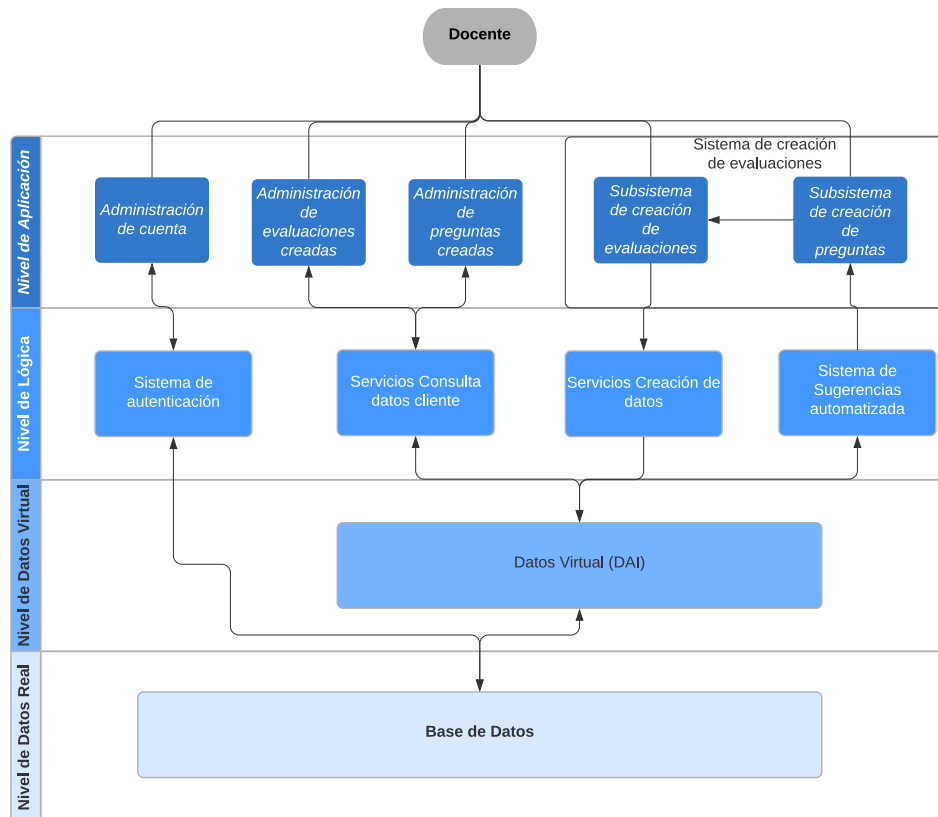 Docente
Nivel de Aplicación
Sistema de creación
de evaluaciones
Administración
de cuenta
Administración
de
evaluaciones
creadas
Administración
de
preguntas
creadas
Subsistema
de creación
de
evaluaciones
Subsistema
de creación
de
preguntas
Nivel de Lógica
Sistema de
autenticación
Servicios Consulta
datos cliente
Servicios Creación de
datos
Sistema de
Sugerencias
automatizada
Nivel de Datos Virtual
Datos Virtual (DAI)
Nivel de Datos Real
Base de Datos